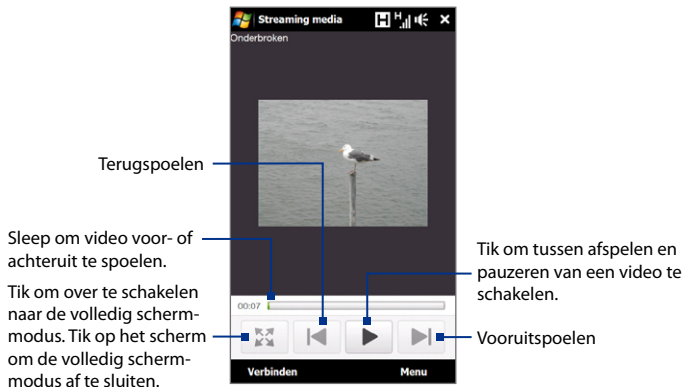 Streaming media
Onderbroken
Terugspoelen
Sleep om video voor- of
achteruit te spoelen.
Tik om over te schakelen
naar de volledig scherm-
modus. Tik op het scherm
om de volledig scherm-
modus af te sluiten.
Tik om tussen afspelen en
pauzeren van een video te
schakelen.
00:07
Vooruitspoelen
Verbinden
Menu